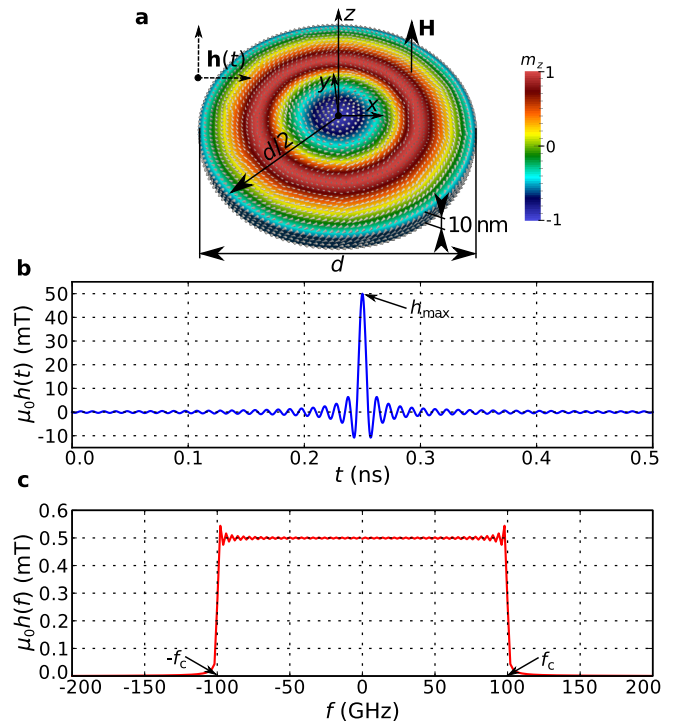 a
z
H
h(t)
y
x
d/2
10 nm
d
m_z
1
0
-1
b
μ₀h(t) (mT)
50
40
30
20
10
0
-10
h_max
0.0 0.1 0.2 0.3 0.4 0.5
t (ns)
c
μ₀h(f) (mT)
0.6
0.5
0.4
0.3
0.2
0.1
0.0
-f_c
f_c
-200 -150 -100 -50 0 50 100 150 200
f (GHz)